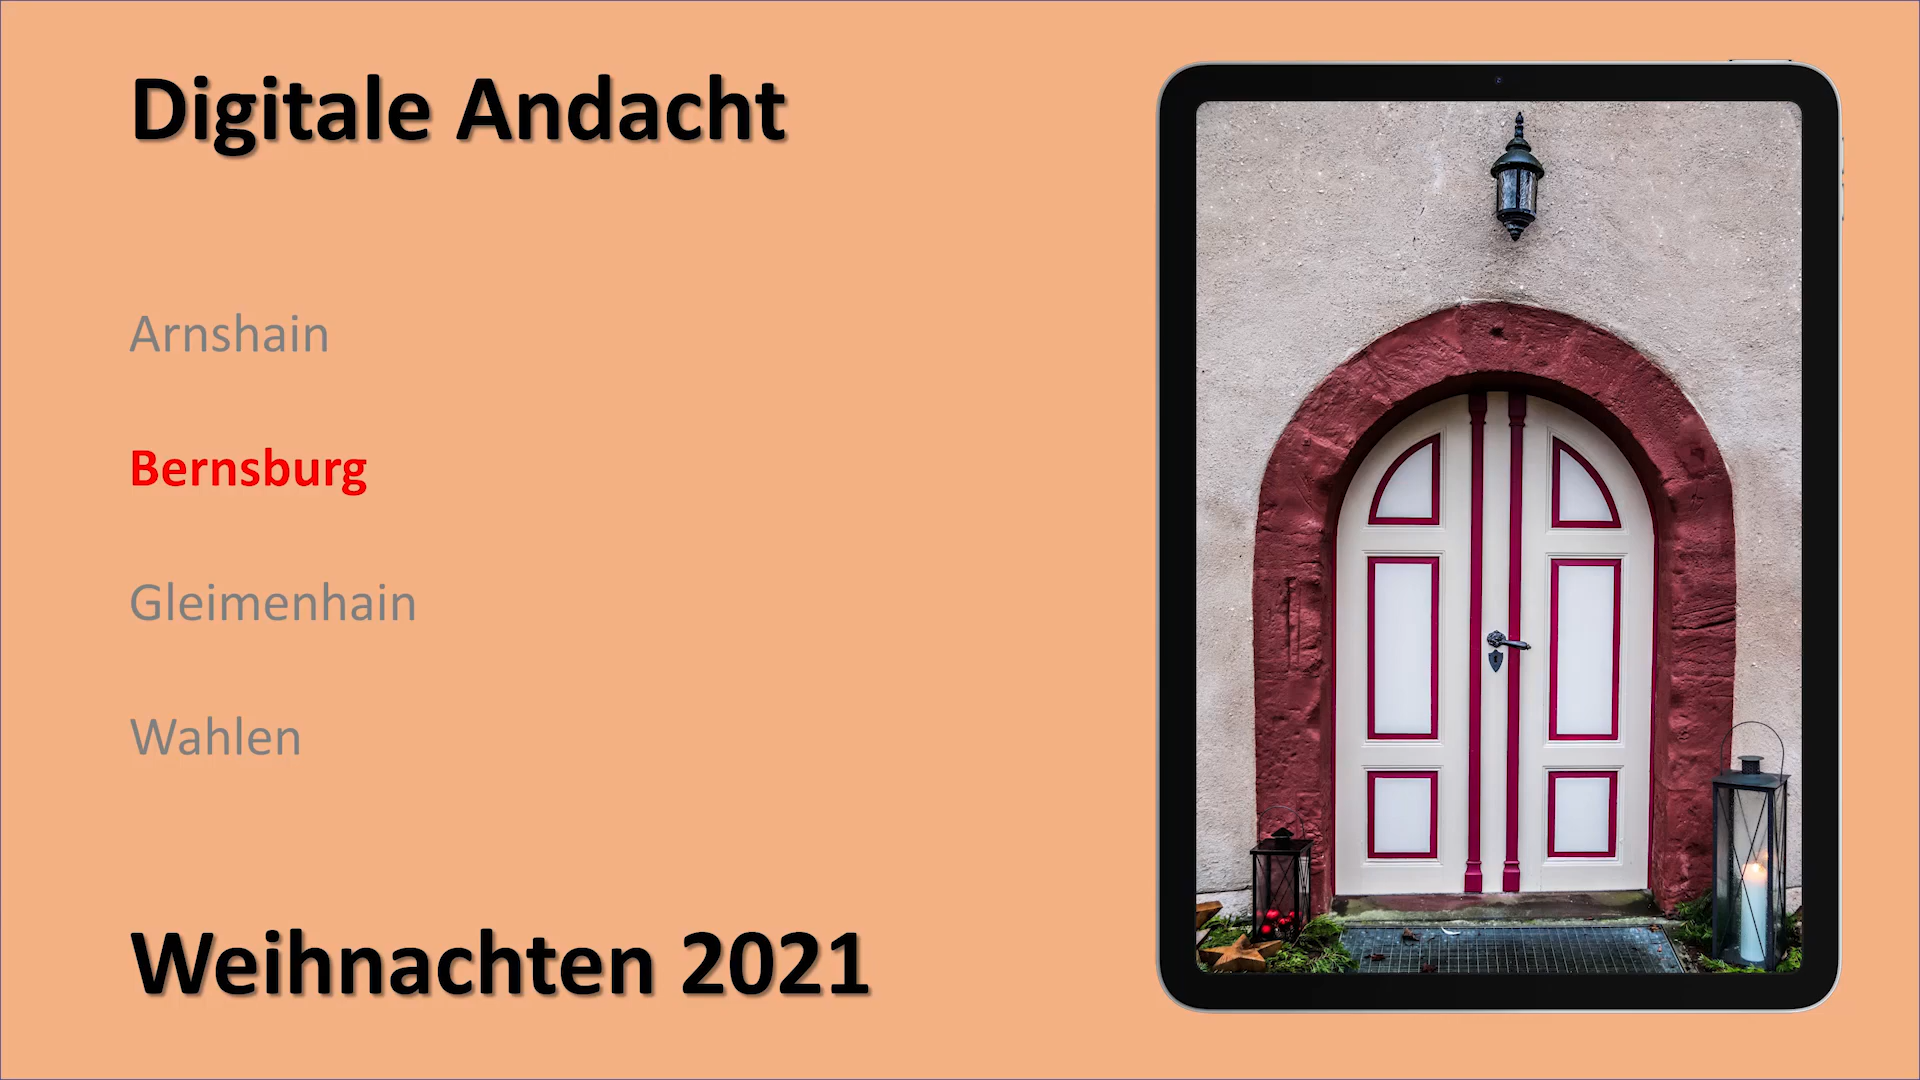 Digitale Andacht
Arnshain
Bernsburg
Gleimenhain
Wahlen
Weihnachten 2021